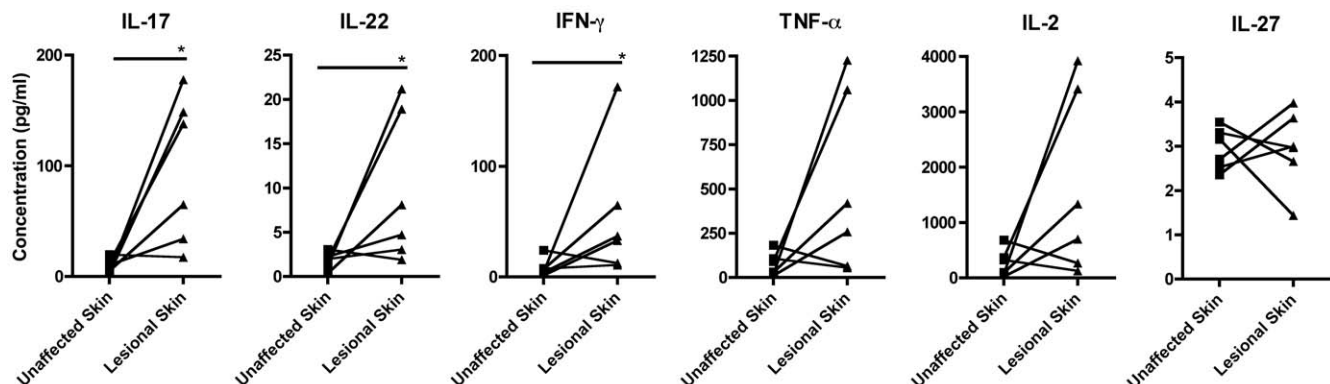 IL-17
IL-22
IFN-γ
TNF-α
IL-2
IL-27
Concentration (pg/ml)
200
100
0
*
Unaffected Skin
Lesional Skin
25
20
15
10
5
0
*
Unaffected Skin
Lesional Skin
200
100
0
*
Unaffected Skin
Lesional Skin
1250
1000
750
500
250
0
Unaffected Skin
Lesional Skin
4000
3000
2000
1000
0
Unaffected Skin
Lesional Skin
5
4
3
2
1
0
Unaffected Skin
Lesional Skin